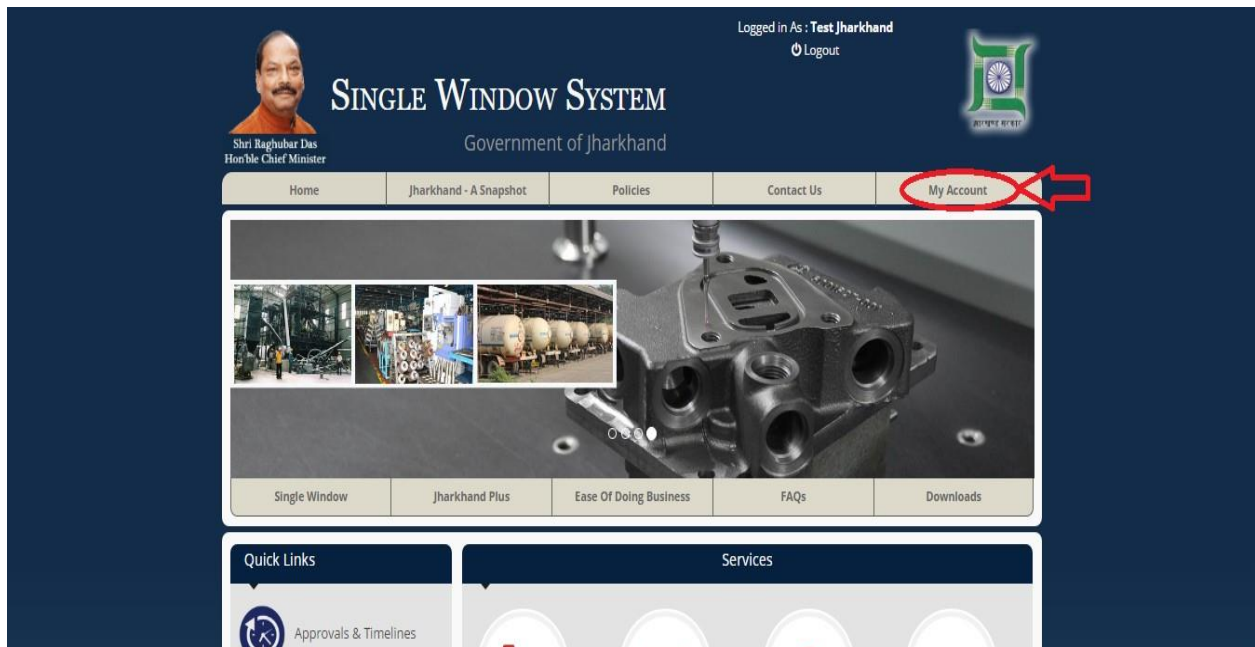 Logged in As : Test Jharkhand
Logout
SINGLE WINDOW SYSTEM
Government of Jharkhand
Shri Raghubar Das
Hon'ble Chief Minister
झारखण्ड सरकार
Home
Jharkhand - A Snapshot
Policies
Contact Us
My Account
Single Window
Jharkhand Plus
Ease Of Doing Business
FAQs
Downloads
Quick Links
Services
Approvals & Timelines